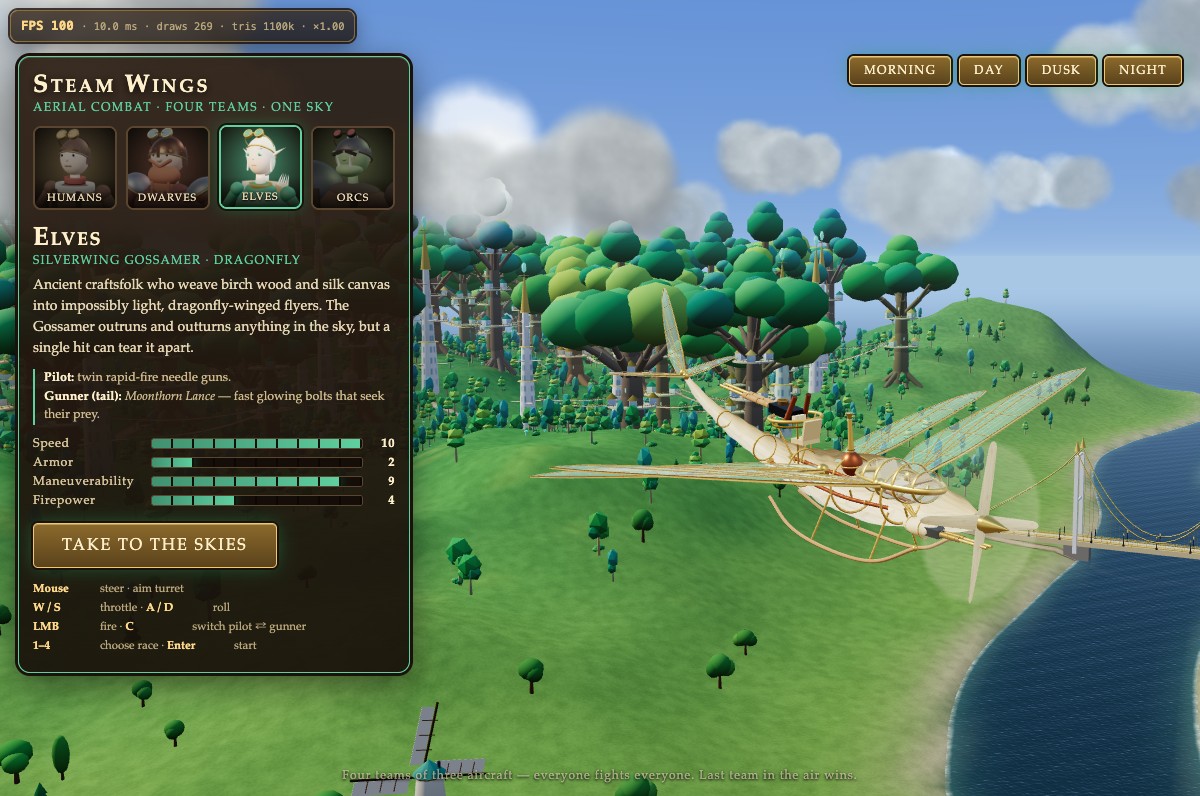 FPS 100 · 10.0 ms · draws 269 · tris 1100k · ×1.00
MORNING DAY DUSK NIGHT
STEAM WINGS
AERIAL COMBAT · FOUR TEAMS · ONE SKY
HUMANS DWARVES ELVES ORCS
ELVES
SILVERWING GOSSAMER · DRAGONFLY
Ancient craftsfolk who weave birch wood and silk canvas
into impossibly light, dragonfly-winged flyers. The
Gossamer outruns and outturns anything in the sky, but a
single hit can tear it apart.
Pilot: twin rapid-fire needle guns.
Gunner (tail): Moonthorn Lance — fast glowing bolts that seek
their prey.
Speed 10
Armor 2
Maneuverability 9
Firepower 4
TAKE TO THE SKIES
Mouse steer · aim turret
W / S throttle · A / D roll
LMB fire · C switch pilot ⇄ gunner
1–4 choose race · Enter start
Four teams of three aircraft — everyone fights everyone. Last team in the air wins.